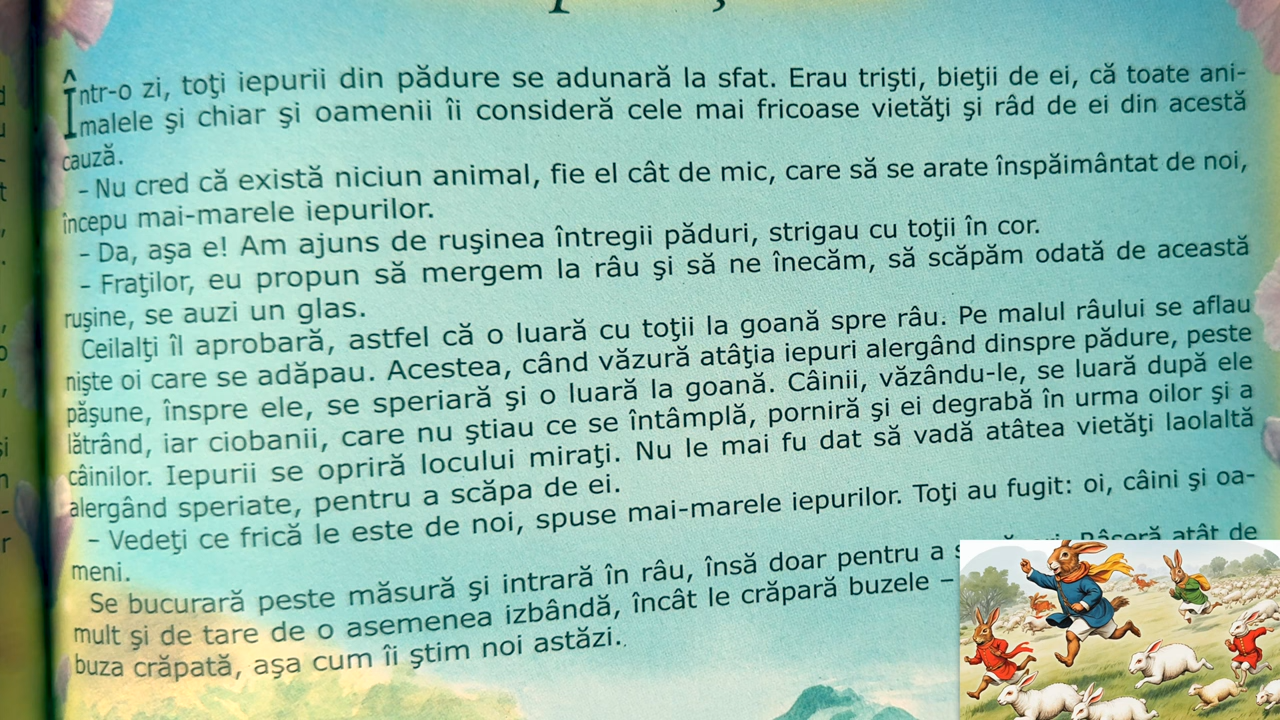 Într-o zi, toţi iepurii din pădure se adunară la sfat. Erau trişti, bieţii de ei, că toate ani-
malele şi chiar şi oamenii îi consideră cele mai fricoase vietăţi şi râd de ei din acestă
cauză.
– Nu cred că există niciun animal, fie el cât de mic, care să se arate înspăimântat de noi,
începu mai-marele iepurilor.
– Da, aşa e! Am ajuns de ruşinea întregii păduri, strigau cu toţii în cor.
– Fraţilor, eu propun să mergem la râu şi să ne înecăm, să scăpăm odată de această
ruşine, se auzi un glas.
Ceilalţi îl aprobară, astfel că o luară cu toţii la goană spre râu. Pe malul râului se aflau
nişte oi care se adăpau. Acestea, când văzură atâţia iepuri alergând dinspre pădure, peste
păşune, înspre ele, se speriară şi o luară la goană. Câinii, văzându-le, se luară după ele
lătrând, iar ciobanii, care nu ştiau ce se întâmplă, porniră şi ei degrabă în urma oilor şi a
câinilor. Iepurii se opriră locului miraţi. Nu le mai fu dat să vadă atâtea vietăţi laolaltă
alergând speriate, pentru a scăpa de ei.
– Vedeţi ce frică le este de noi, spuse mai-marele iepurilor. Toţi au fugit: oi, câini şi oa-
meni.
Se bucurară peste măsură şi intrară în râu, însă doar pentru a Râseră atât de
mult şi de tare de o asemenea izbândă, încât le crăpară buzele –
buza crăpată, aşa cum îi ştim noi astăzi.